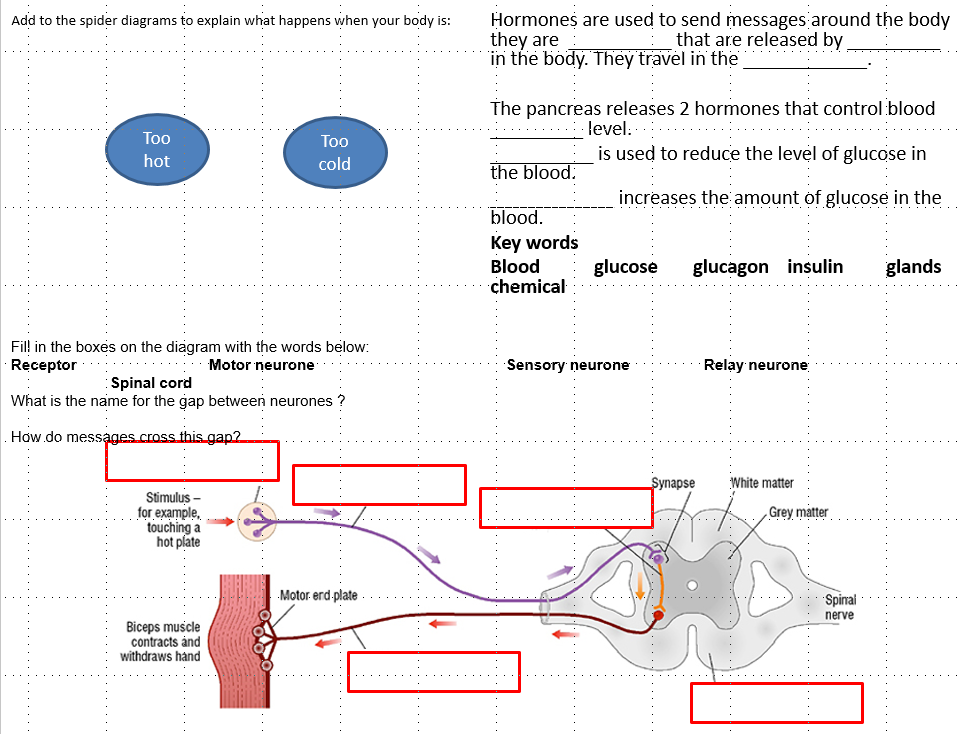 Add to the spider diagrams to explain what happens when your body is:
Too
hot
Too
cold
Hormones are used to send messages around the body
they are ___________ that are released by __________
in the body. They travel in the _____________.
The pancreas releases 2 hormones that control blood
__________ level.
___________ is used to reduce the level of glucose in
the blood.
_____________ increases the amount of glucose in the
blood.
Key words
Blood glucose glucagon insulin glands
chemical
Fill in the boxes on the diagram with the words below:
Receptor Motor neurone Sensory neurone Relay neurone
Spinal cord
What is the name for the gap between neurones ?
How do messages cross this gap?
Stimulus –
for example,
touching a
hot plate
Synapse
White matter
Grey matter
Motor end plate
Spinal
nerve
Biceps muscle
contracts and
withdraws hand